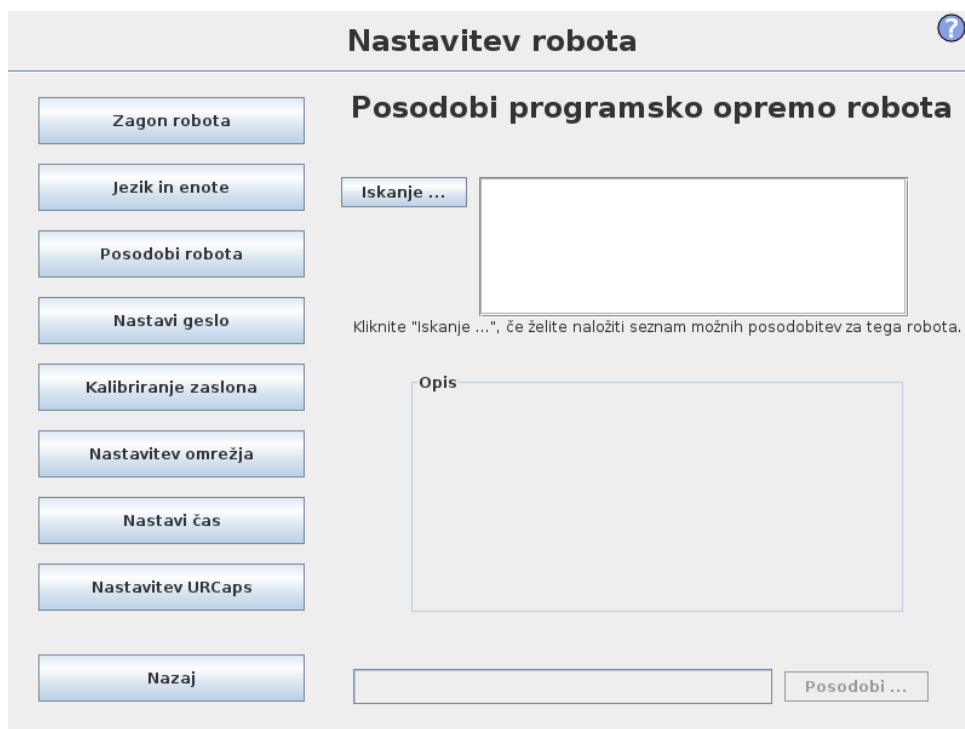 Nastavitev robota
?
Zagon robota
Jezik in enote
Posodobi robota
Nastavi geslo
Kalibriranje zaslona
Nastavitev omrežja
Nastavi čas
Nastavitev URCaps
Nazaj
Posodobi programsko opremo robota
Iskanje ...
Kliknite "Iskanje ...", če želite naložiti seznam možnih posodobitev za tega robota.
Opis
Posodobi ...